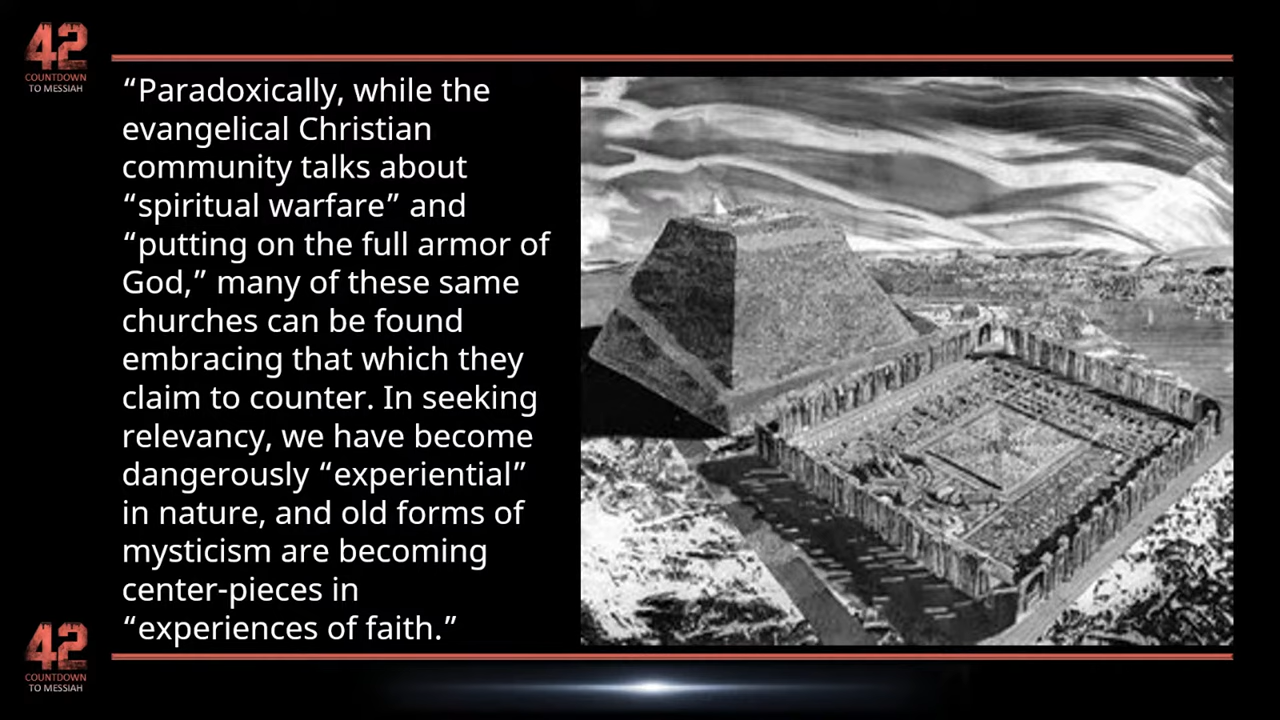 42
COUNTDOWN
TO MESSIAH
“Paradoxically, while the
evangelical Christian
community talks about
“spiritual warfare” and
“putting on the full armor of
God,” many of these same
churches can be found
embracing that which they
claim to counter. In seeking
relevancy, we have become
dangerously “experiential”
in nature, and old forms of
mysticism are becoming
center-pieces in
“experiences of faith.”
42
COUNTDOWN
TO MESSIAH